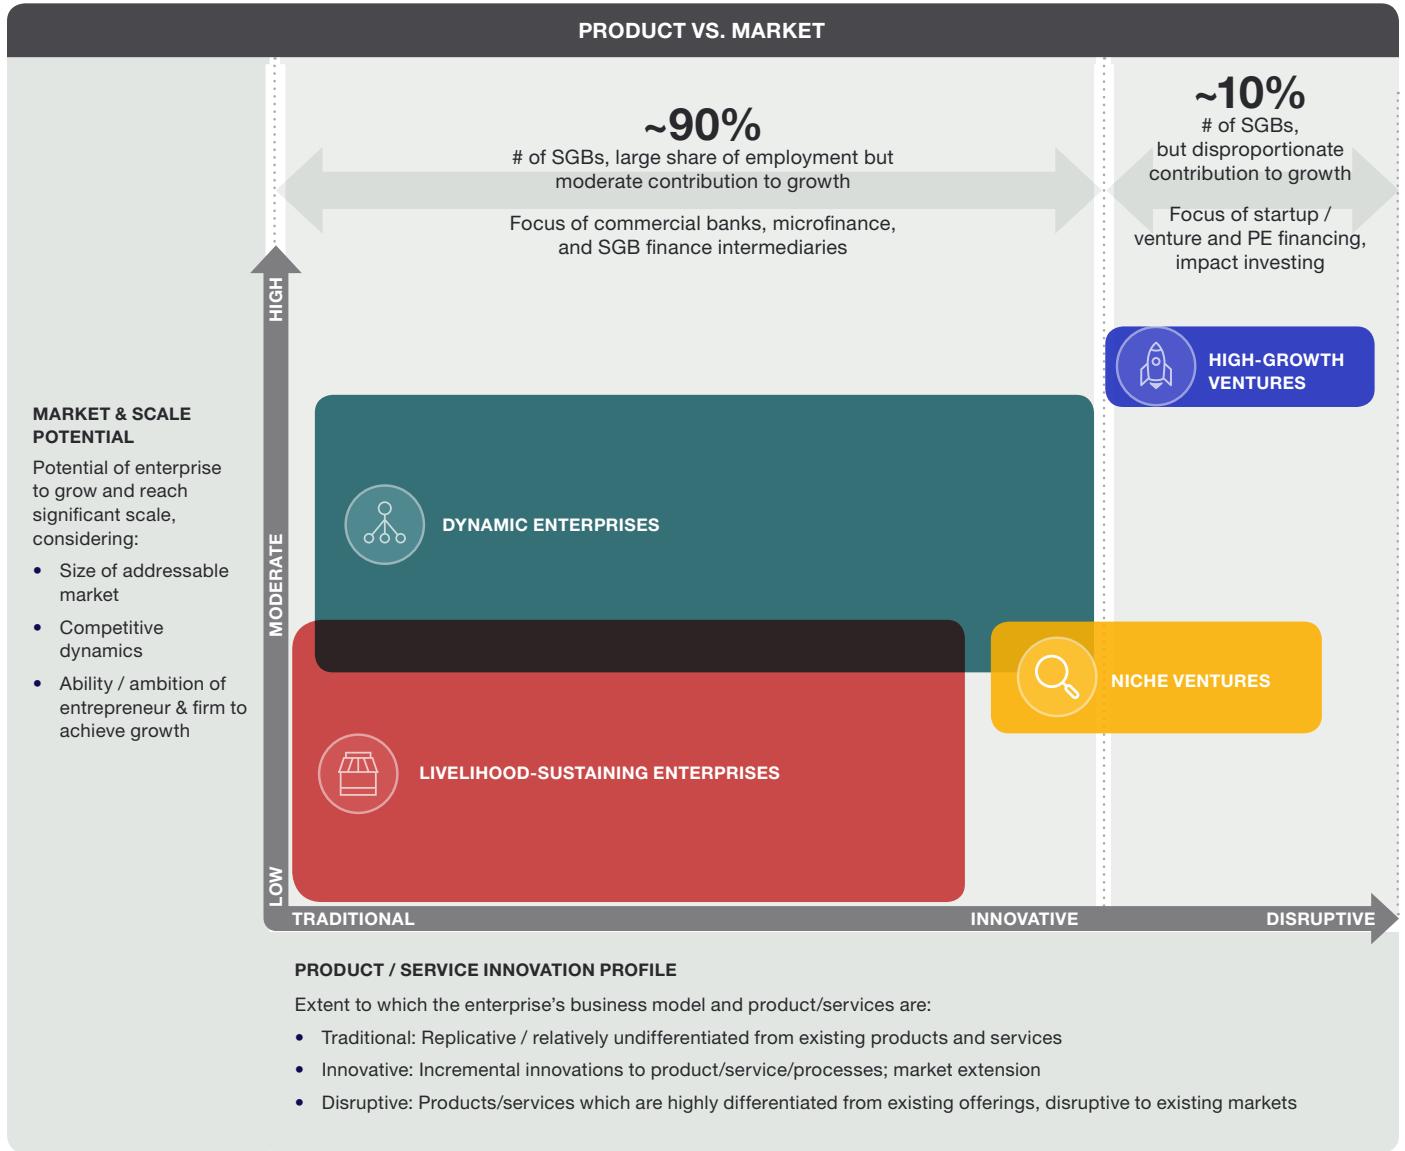 PRODUCT VS. MARKET
~90%
# of SGBs, large share of employment but
moderate contribution to growth
Focus of commercial banks, microfinance,
and SGB finance intermediaries
~10%
# of SGBs,
but disproportionate
contribution to growth
Focus of startup /
venture and PE financing,
impact investing
MARKET & SCALE
POTENTIAL
Potential of enterprise
to grow and reach
significant scale,
considering:
• Size of addressable
market
• Competitive
dynamics
• Ability / ambition of
entrepreneur & firm to
achieve growth
HIGH
MODERATE
LOW
HIGH-GROWTH
VENTURES
DYNAMIC ENTERPRISES
NICHE VENTURES
LIVELIHOOD-SUSTAINING ENTERPRISES
TRADITIONAL
INNOVATIVE
DISRUPTIVE
PRODUCT / SERVICE INNOVATION PROFILE
Extent to which the enterprise’s business model and product/services are:
• Traditional: Replicative / relatively undifferentiated from existing products and services
• Innovative: Incremental innovations to product/service/processes; market extension
• Disruptive: Products/services which are highly differentiated from existing offerings, disruptive to existing markets